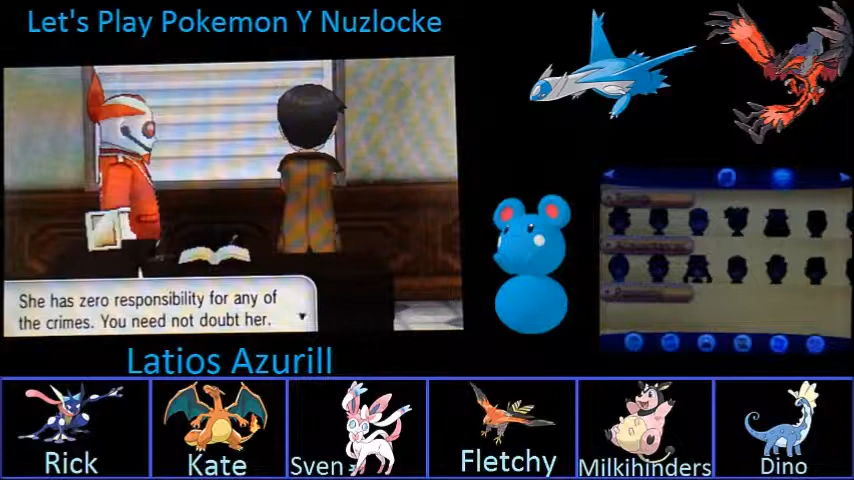 Let's Play Pokemon Y Nuzlocke
She has zero responsibility for any of
the crimes. You need not doubt her.
Latios Azurill
Rick
Kate
Sven
Fletchy
Milkihinders
Dino